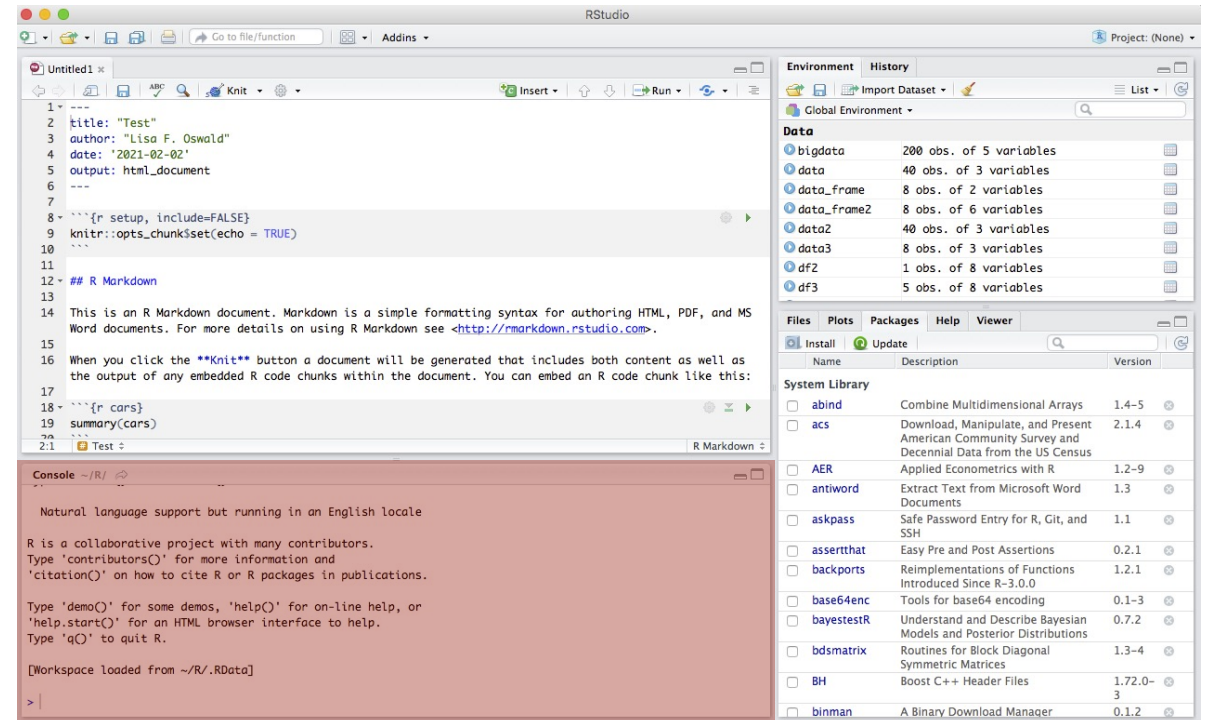 RStudio
Go to file/function
Addins
Project: (None)
Untitled1
ABC
Knit
Insert
Run
1 ---
2 title: "Test"
3 author: "Lisa F. Oswald"
4 date: '2021-02-02'
5 output: html_document
6 ---
7
8 ```{r setup, include=FALSE}
9 knitr::opts_chunk$set(echo = TRUE)
10 ```
11
12 ## R Markdown
13
14 This is an R Markdown document. Markdown is a simple formatting syntax for authoring HTML, PDF, and MS
Word documents. For more details on using R Markdown see <http://rmarkdown.rstudio.com>.
15
16 When you click the **Knit** button a document will be generated that includes both content as well as
the output of any embedded R code chunks within the document. You can embed an R code chunk like this:
17
18 ```{r cars}
19 summary(cars)
20 ```
2:1 # Test R Markdown
Console ~/R/
Natural language support but running in an English locale
R is a collaborative project with many contributors.
Type 'contributors()' for more information and
'citation()' on how to cite R or R packages in publications.
Type 'demo()' for some demos, 'help()' for on-line help, or
'help.start()' for an HTML browser interface to help.
Type 'q()' to quit R.
[Workspace loaded from ~/R/.RData]
>
Environment History
Import Dataset List
Global Environment
Data
bigdata 200 obs. of 5 variables
data 40 obs. of 3 variables
data_frame 8 obs. of 2 variables
data_frame2 8 obs. of 6 variables
data2 40 obs. of 3 variables
data3 8 obs. of 3 variables
df2 1 obs. of 8 variables
df3 5 obs. of 8 variables
Files Plots Packages Help Viewer
Install Update
Name Description Version
System Library
abind Combine Multidimensional Arrays 1.4-5
acs Download, Manipulate, and Present 2.1.4
American Community Survey and
Decennial Data from the US Census
AER Applied Econometrics with R 1.2-9
antiword Extract Text from Microsoft Word 1.3
Documents
askpass Safe Password Entry for R, Git, and 1.1
SSH
assertthat Easy Pre and Post Assertions 0.2.1
backports Reimplementations of Functions 1.2.1
Introduced Since R-3.0.0
base64enc Tools for base64 encoding 0.1-3
bayestestR Understand and Describe Bayesian 0.7.2
Models and Posterior Distributions
bdsmatrix Routines for Block Diagonal 1.3-4
Symmetric Matrices
BH Boost C++ Header Files 1.72.0-
3
binman A Binary Download Manager 0.1.2